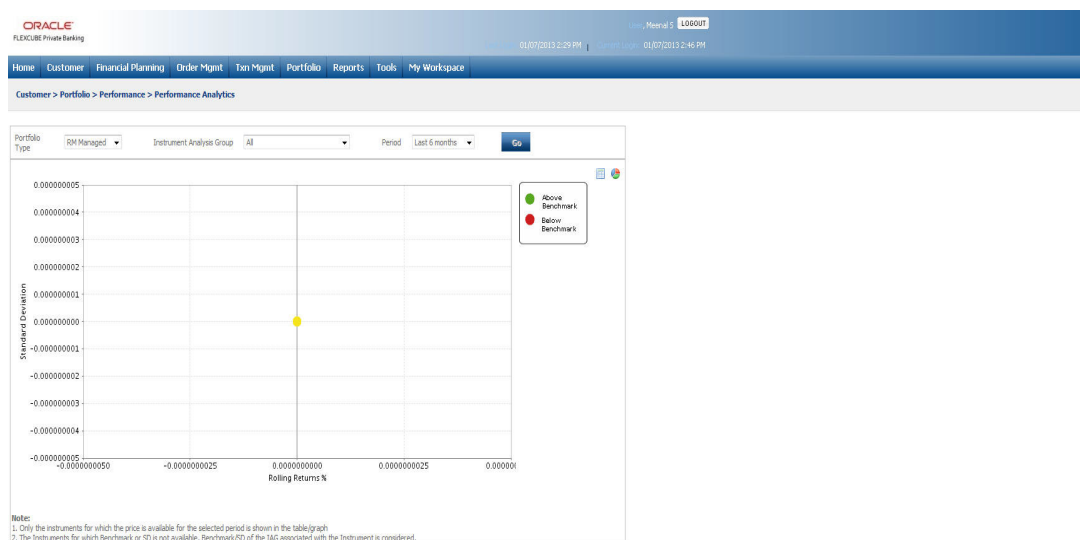 ORACLE
FLEXCUBE Private Banking
, Meenal S LOGOUT
01/07/2013 2:29 PM | 01/07/2013 2:46 PM
Home Customer Financial Planning Order Mgmt Txn Mgmt Portfolio Reports Tools My Workspace
Customer > Portfolio > Performance > Performance Analytics
Portfolio Type RM Managed Instrument Analysis Group All Period Last 6 months Go
Above Benchmark
Below Benchmark
Standard Deviation
0.000000005
0.000000004
0.000000003
0.000000002
0.000000001
0.000000000
-0.000000001
-0.000000002
-0.000000003
-0.000000004
-0.000000005
-0.0000000050 -0.0000000025 0.0000000000 0.0000000025 0.00000(
Rolling Returns %
Note:
1. Only the instruments for which the price is available for the selected period is shown in the table/graph
2. The Instruments for which Benchmark or SD is not available, Benchmark/SD of the IAG associated with the Instrument is considered.